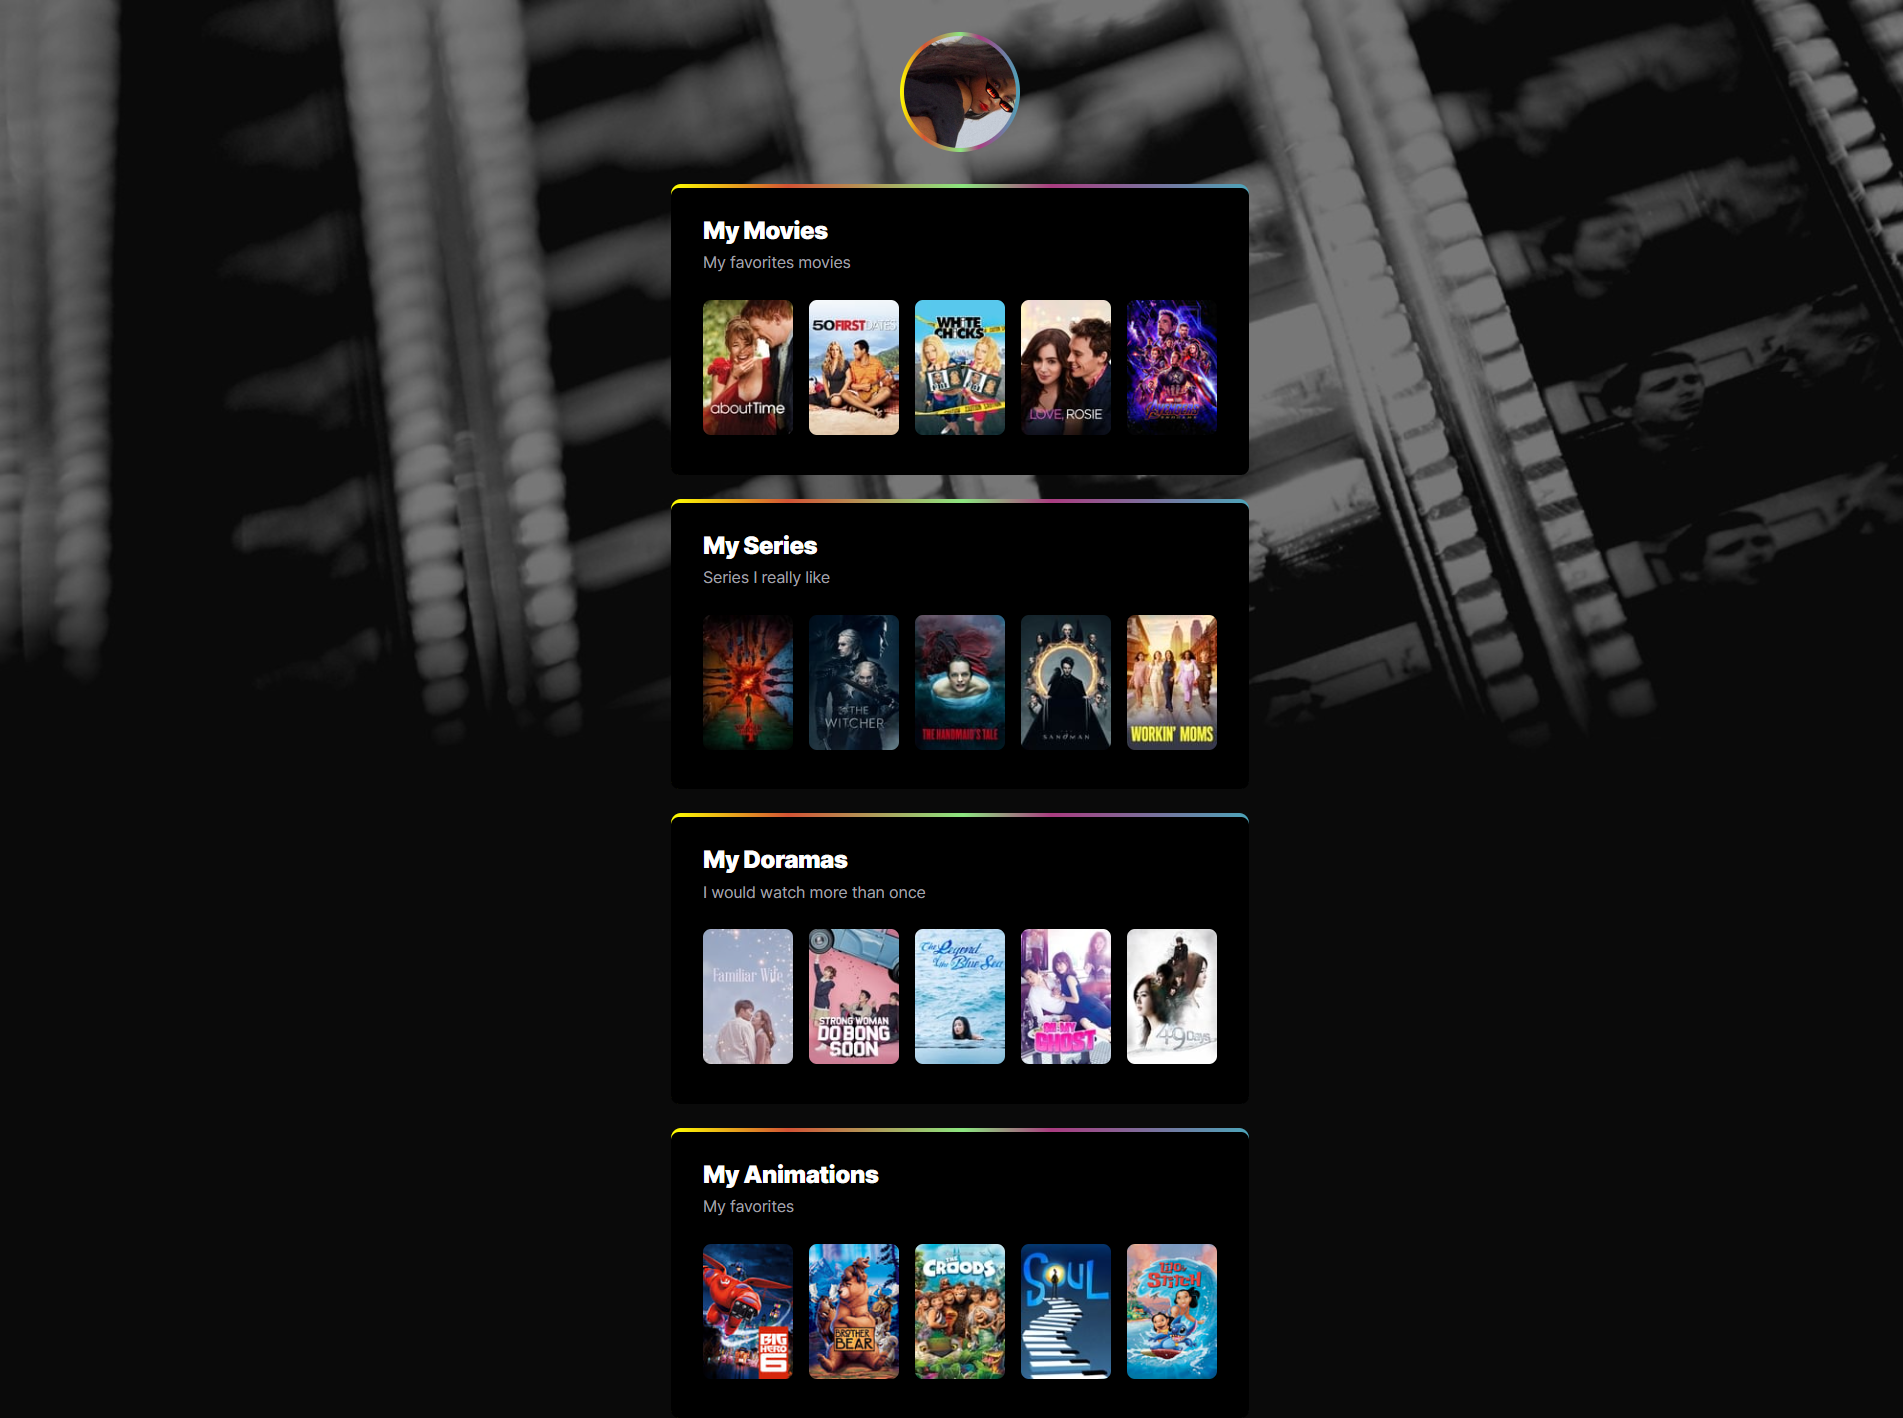 My Movies
My favorites movies
aboutTime
50 FIRST DATES
WHITE CHICKS
LOVE, ROSIE
AVENGERS
My Series
Series I really like
4
THE WITCHER
THE HANDMAID'S TALE
SANDMAN
WORKIN' MOMS
My Doramas
I would watch more than once
Familiar Wife
STRONG WOMAN
DO BONG
SOON
The Legend
of the Blue Sea
OH MY
GHOST
49 Days
My Animations
My favorites
BIG
HERO
6
BROTHER
BEAR
THE CROODS
SOUL
Lilo &
Stitch